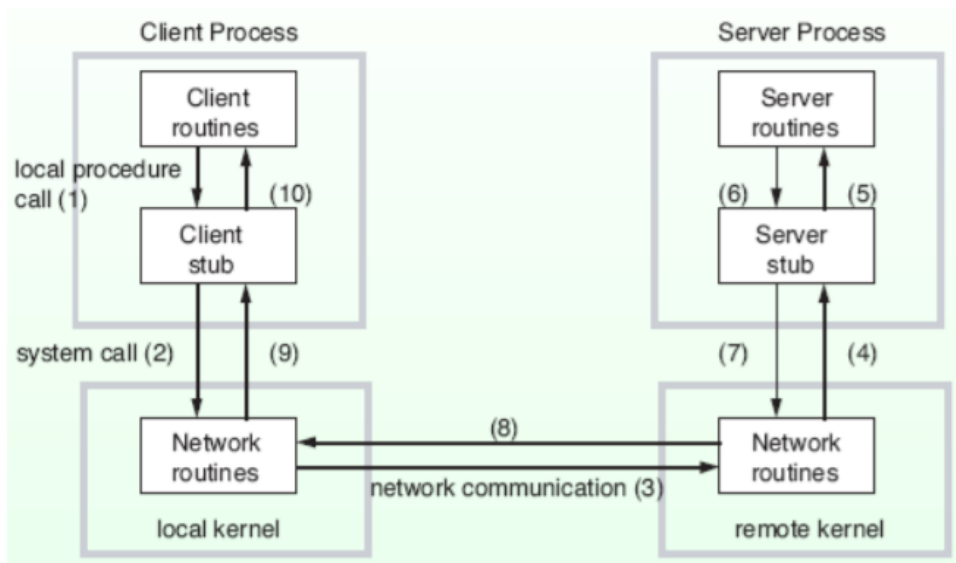 Client Process
Server Process
Client
routines
Server
routines
local procedure
call (1)
(10)
(6)
(5)
Client
stub
Server
stub
system call (2)
(9)
(7)
(4)
(8)
Network
routines
Network
routines
network communication (3)
local kernel
remote kernel